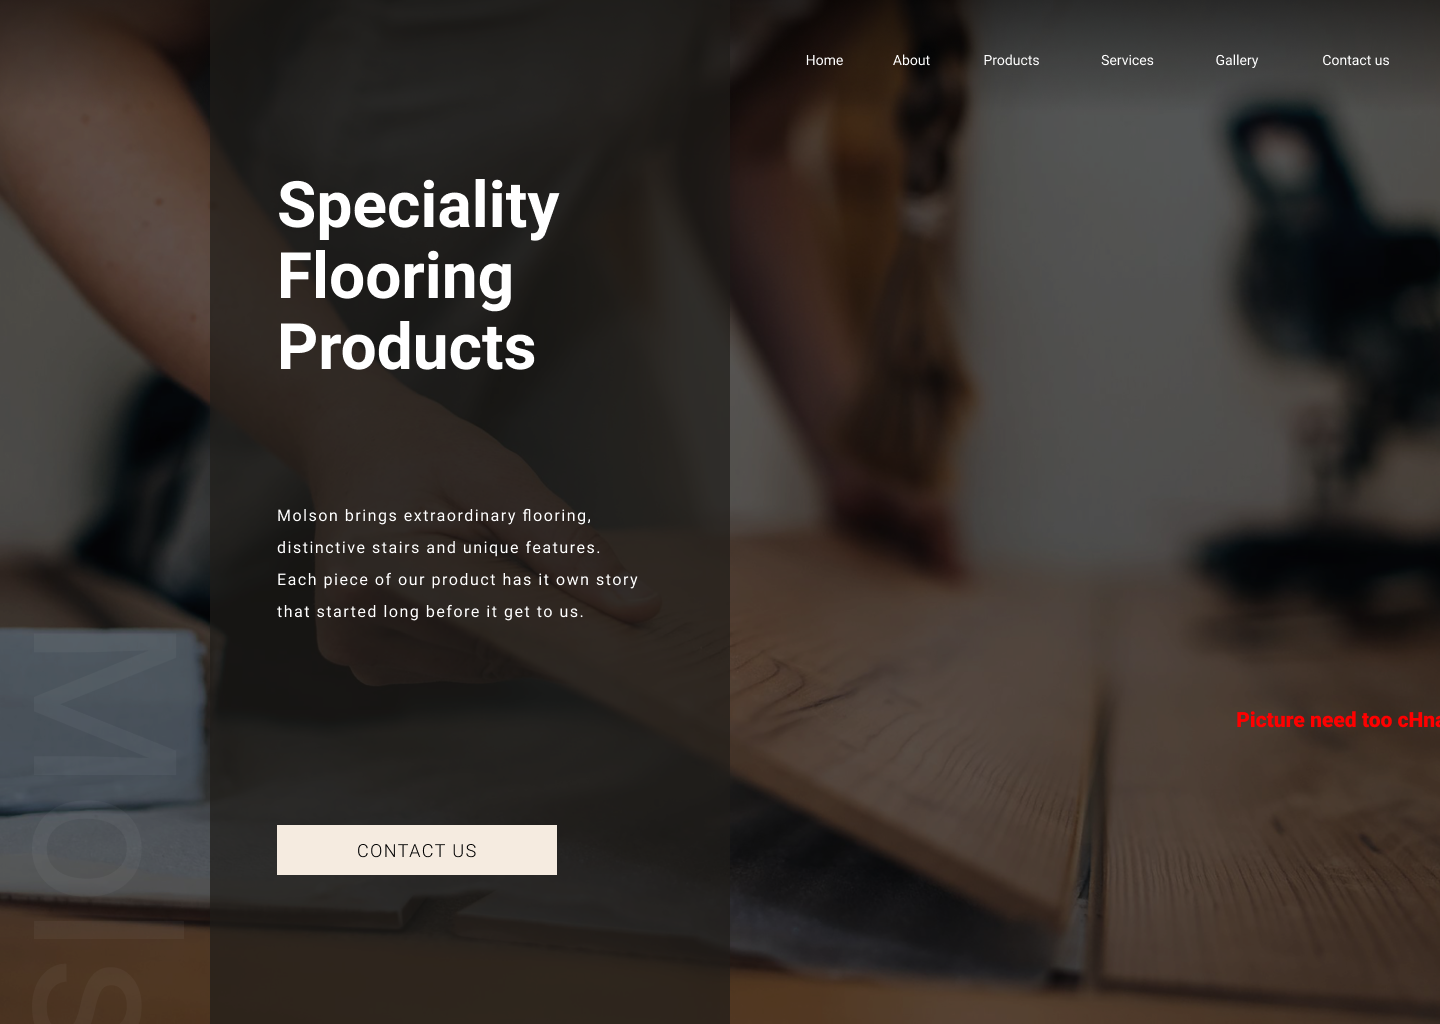 Home About Products Services Gallery Contact us
Speciality
Flooring
Products
Molson brings extraordinary flooring,
distinctive stairs and unique features.
Each piece of our product has it own story
that started long before it get to us.
Picture need too cHna
CONTACT US
Mols